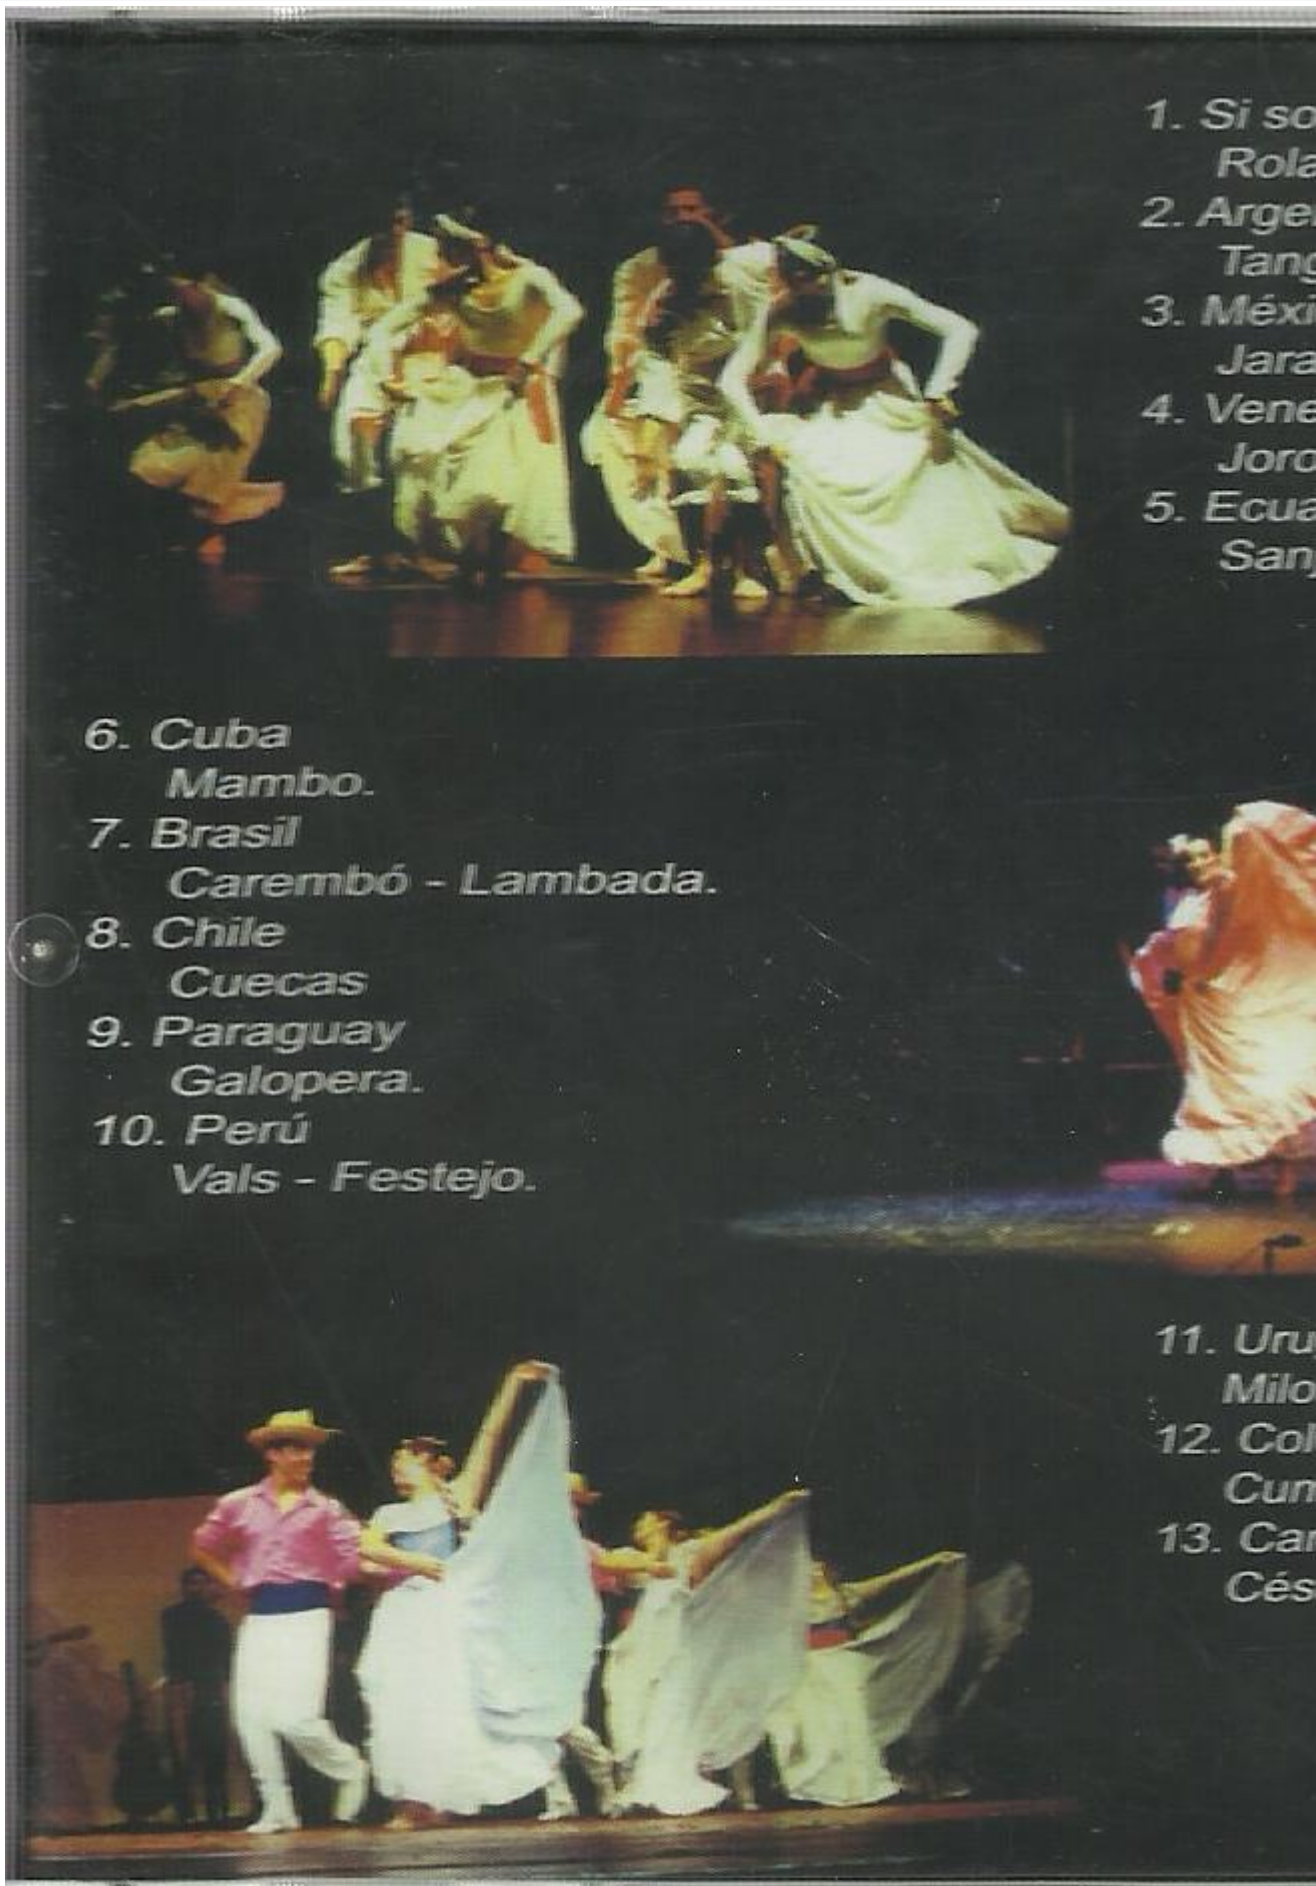 1. Si so
Rola
2. Arge
Tang
3. Méxi
Jara
4. Vene
Joro
5. Ecua
Sanj
6. Cuba
Mambo.
7. Brasil
Carembó - Lambada.
8. Chile
Cuecas
9. Paraguay
Galopera.
10. Perú
Vals - Festejo.
11. Uru
Milo
12. Col
Cum
13. Car
Cés